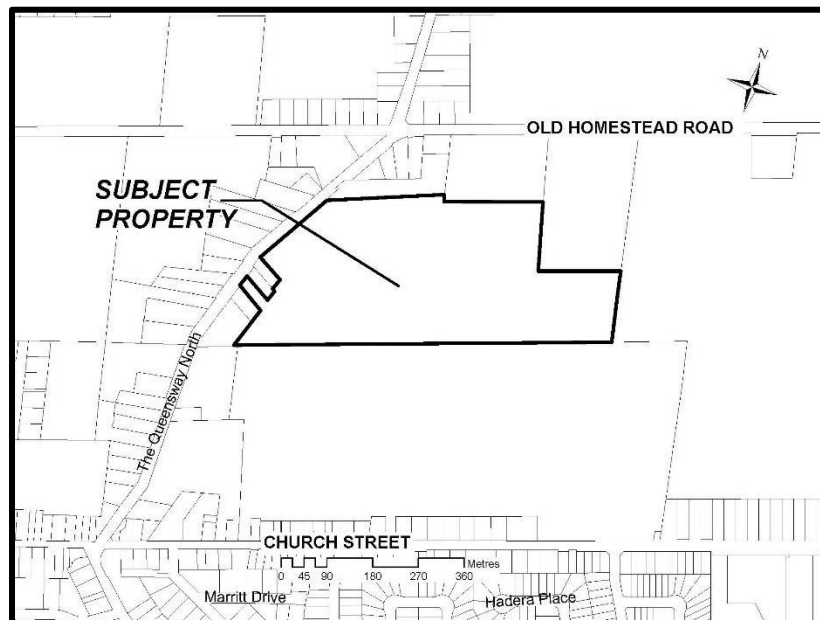 N
OLD HOMESTEAD ROAD
SUBJECT
PROPERTY
The Queensway North
CHURCH STREET
Metres
0 45 90 180 270 360
Marritt Drive
Hadera Place